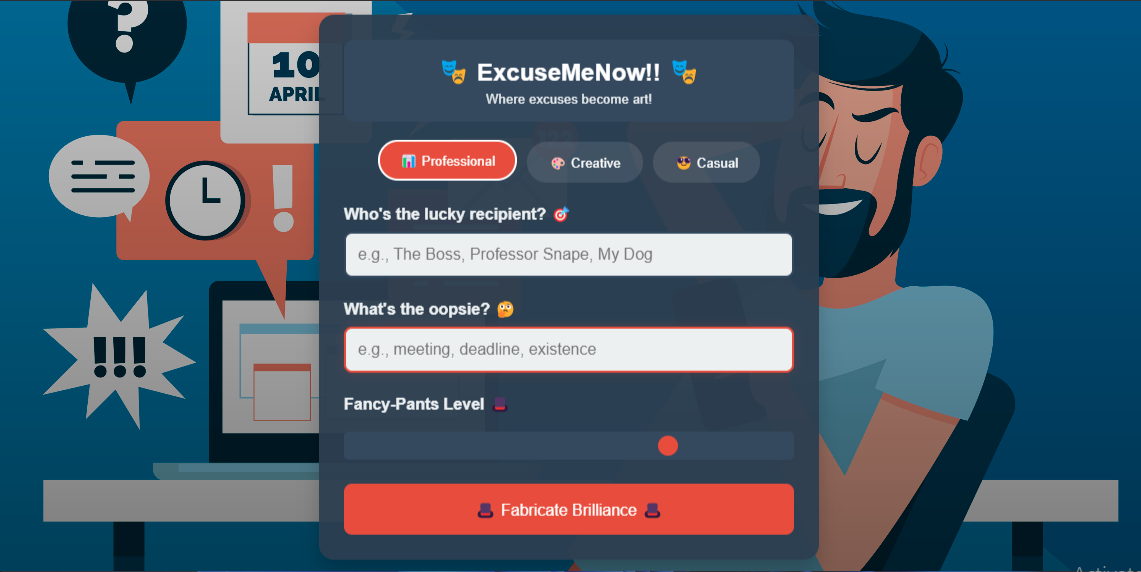 ?
10
APRIL
!
!!!
🎭 ExcuseMeNow!! 🎭
Where excuses become art!
📊 Professional
🎨 Creative
😎 Casual
Who's the lucky recipient? 🎯
e.g., The Boss, Professor Snape, My Dog
What's the oopsie? 🤔
e.g., meeting, deadline, existence
Fancy-Pants Level 🎩
🎩 Fabricate Brilliance 🎩